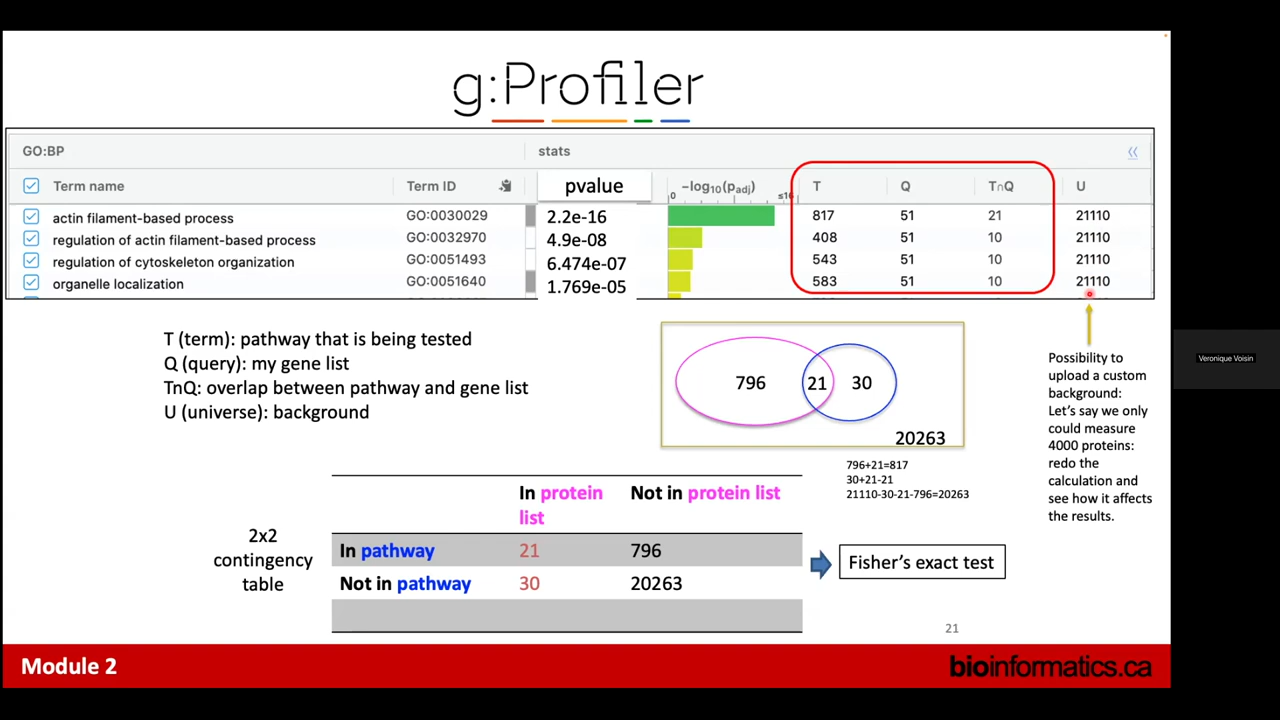 g:Profiler
GO:BP stats «
Term name Term ID pvalue −log10(padj) T Q T∩Q U
0 ≤16
actin filament-based process GO:0030029 2.2e-16 817 51 21 21110
regulation of actin filament-based process GO:0032970 4.9e-08 408 51 10 21110
regulation of cytoskeleton organization GO:0051493 6.474e-07 543 51 10 21110
organelle localization GO:0051640 1.769e-05 583 51 10 21110
T (term): pathway that is being tested
Q (query): my gene list
TnQ: overlap between pathway and gene list
U (universe): background
796 21 30
20263
796+21=817
30+21-21
21110-30-21-796=20263
Possibility to
upload a custom
background:
Let’s say we only
could measure
4000 proteins:
redo the
calculation and
see how it affects
the results.
Veronique Voisin
2x2
contingency
table
In protein
list
Not in protein list
In pathway 21 796
Not in pathway 30 20263
Fisher’s exact test
21
Module 2
bioinformatics.ca